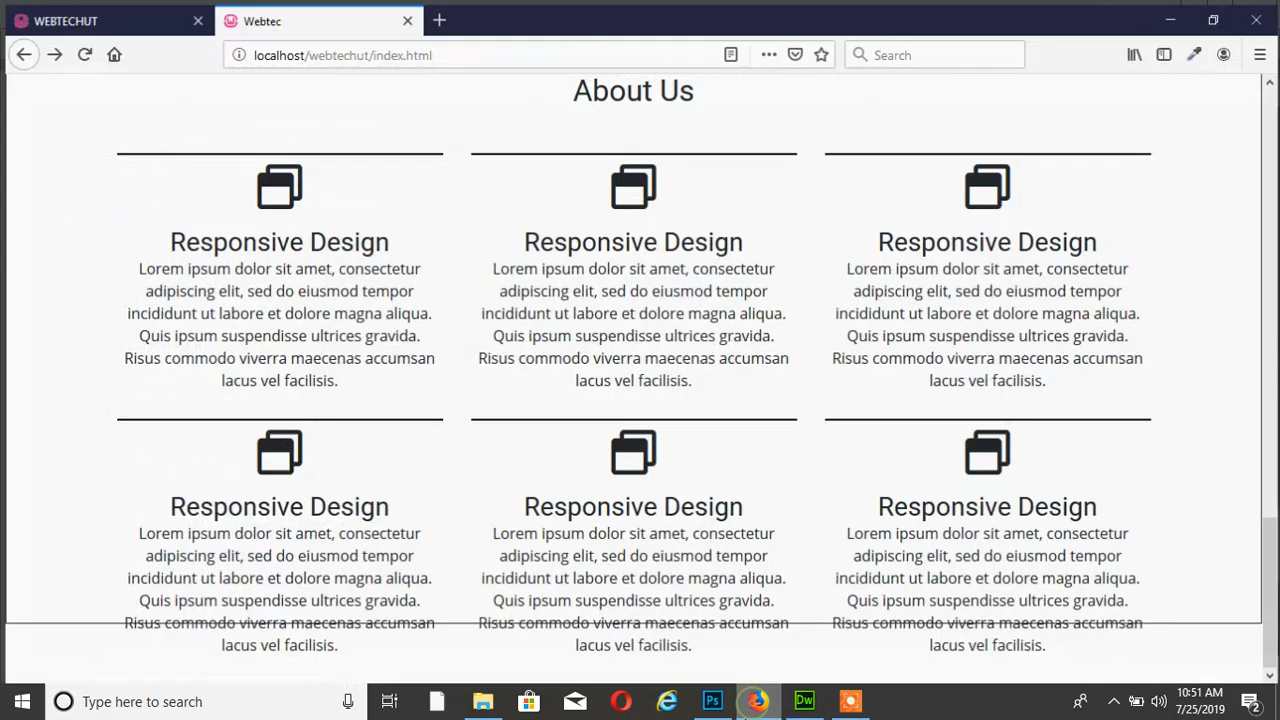 WEBTECHUT
Webtec
localhost/webtechut/index.html
Search
About Us
Responsive Design
Lorem ipsum dolor sit amet, consectetur
adipiscing elit, sed do eiusmod tempor
incididunt ut labore et dolore magna aliqua.
Quis ipsum suspendisse ultrices gravida.
Risus commodo viverra maecenas accumsan
lacus vel facilisis.
Responsive Design
Lorem ipsum dolor sit amet, consectetur
adipiscing elit, sed do eiusmod tempor
incididunt ut labore et dolore magna aliqua.
Quis ipsum suspendisse ultrices gravida.
Risus commodo viverra maecenas accumsan
lacus vel facilisis.
Responsive Design
Lorem ipsum dolor sit amet, consectetur
adipiscing elit, sed do eiusmod tempor
incididunt ut labore et dolore magna aliqua.
Quis ipsum suspendisse ultrices gravida.
Risus commodo viverra maecenas accumsan
lacus vel facilisis.
Responsive Design
Lorem ipsum dolor sit amet, consectetur
adipiscing elit, sed do eiusmod tempor
incididunt ut labore et dolore magna aliqua.
Quis ipsum suspendisse ultrices gravida.
Risus commodo viverra maecenas accumsan
lacus vel facilisis.
Responsive Design
Lorem ipsum dolor sit amet, consectetur
adipiscing elit, sed do eiusmod tempor
incididunt ut labore et dolore magna aliqua.
Quis ipsum suspendisse ultrices gravida.
Risus commodo viverra maecenas accumsan
lacus vel facilisis.
Responsive Design
Lorem ipsum dolor sit amet, consectetur
adipiscing elit, sed do eiusmod tempor
incididunt ut labore et dolore magna aliqua.
Quis ipsum suspendisse ultrices gravida.
Risus commodo viverra maecenas accumsan
lacus vel facilisis.
Type here to search
Ps
Dw
10:51 AM
7/25/2019
2